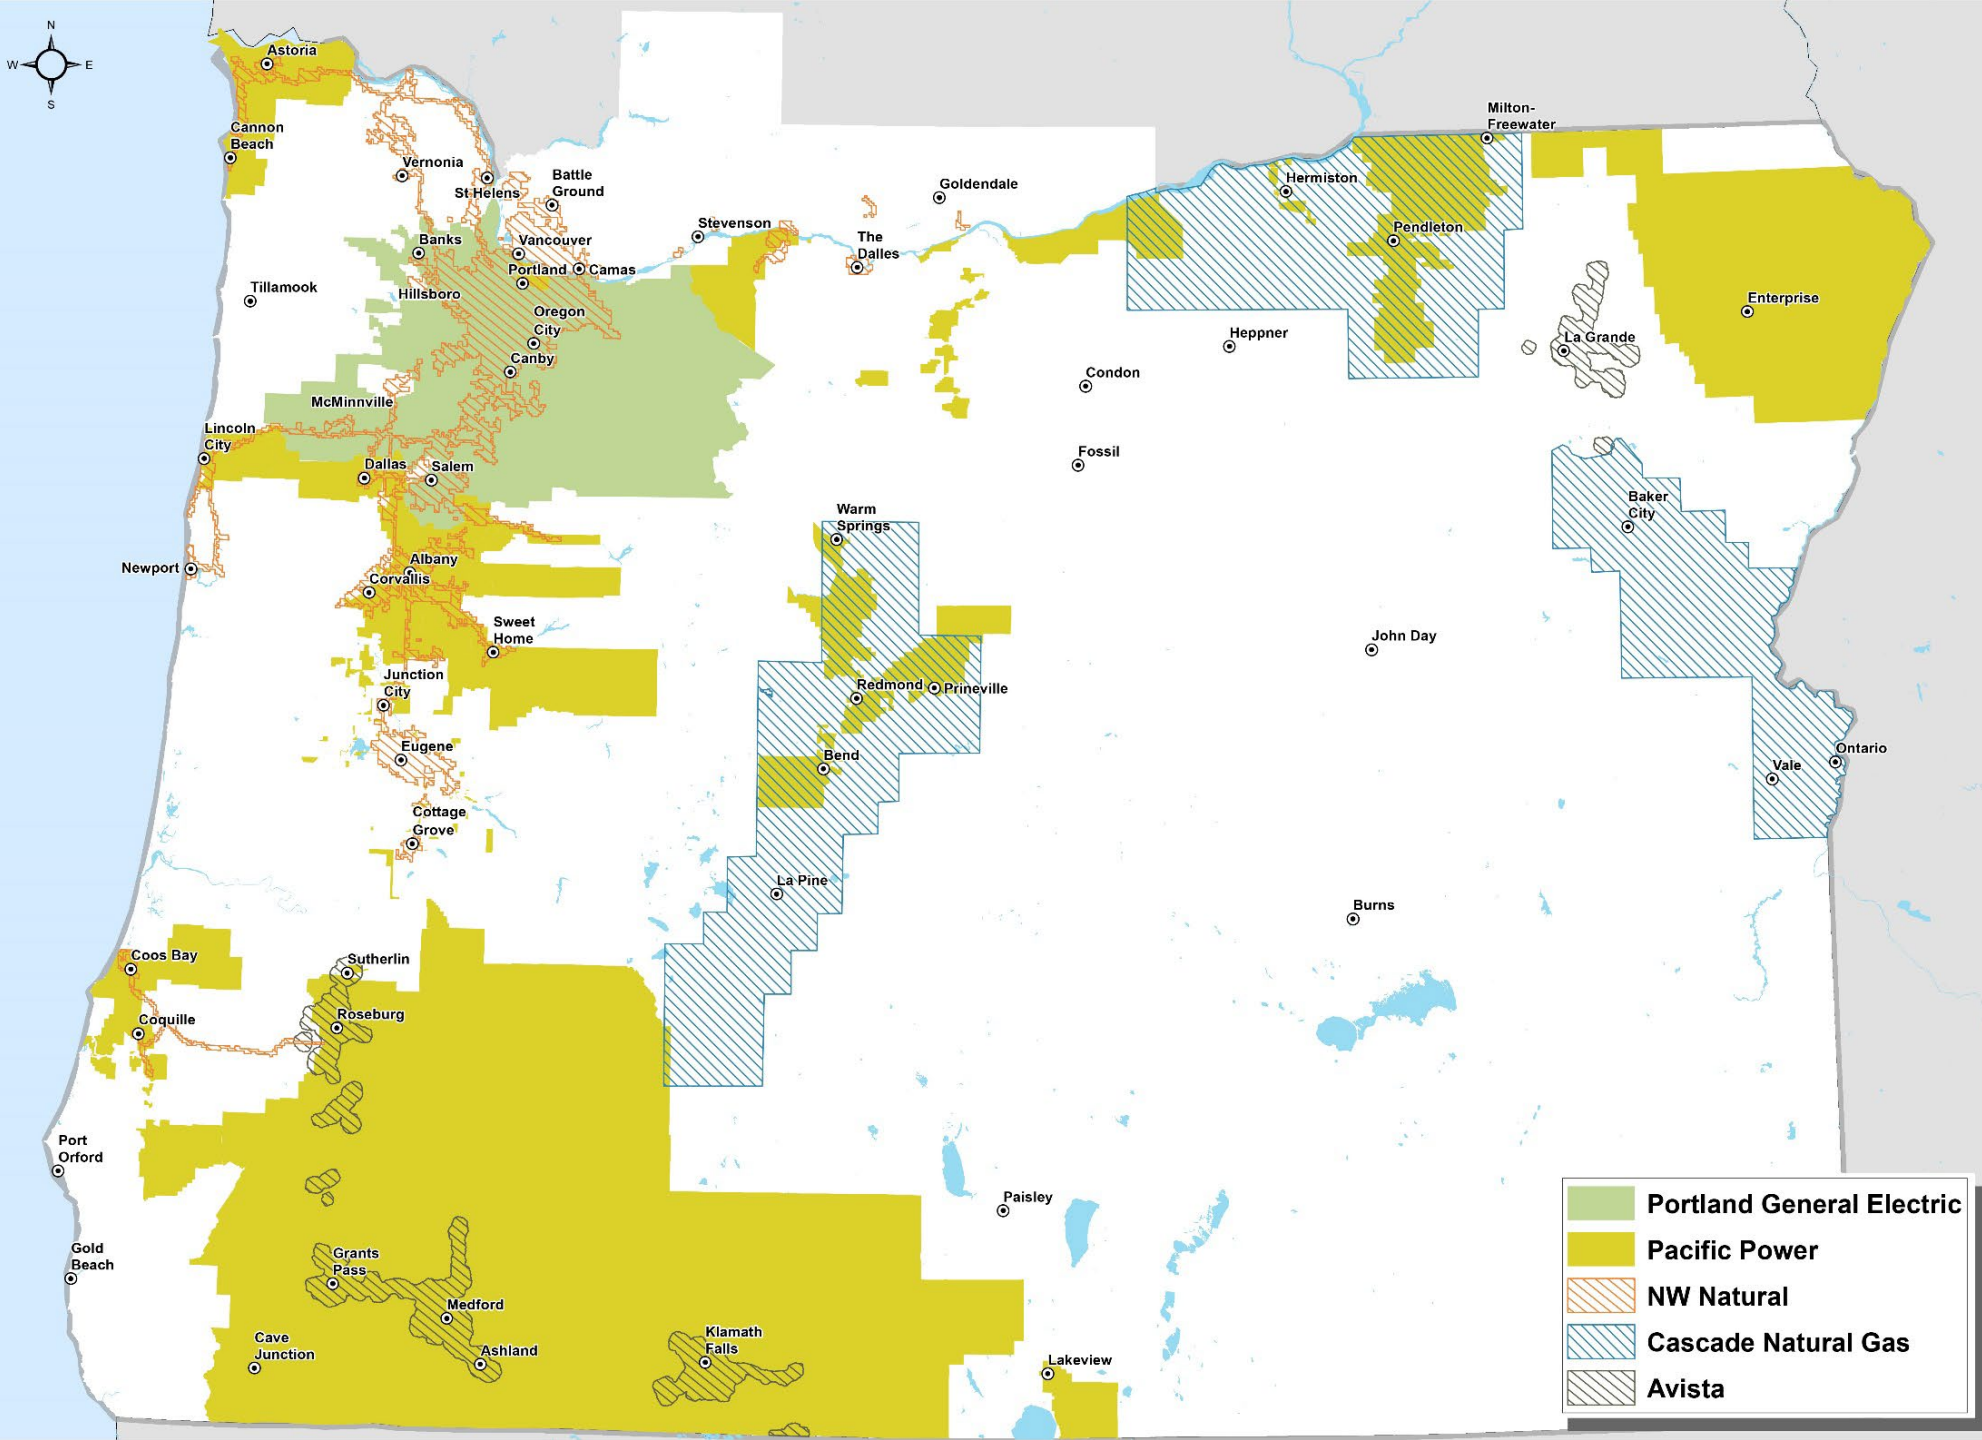 N
W
E
S
Astoria
Cannon
Beach
Vernonia
St Helens
Battle
Ground
Goldendale
Stevenson
The
Dalles
Banks
Vancouver
Portland
Camas
Hillsboro
Tillamook
Oregon
City
Canby
McMinnville
Lincoln
City
Dallas
Salem
Newport
Albany
Corvallis
Sweet
Home
Junction
City
Eugene
Cottage
Grove
Milton-
Freewater
Hermiston
Pendleton
Heppner
Condon
Fossil
La Grande
Enterprise
Warm
Springs
Redmond
Prineville
Bend
La Pine
John Day
Burns
Baker
City
Ontario
Vale
Coos Bay
Coquille
Sutherlin
Roseburg
Port
Orford
Gold
Beach
Grants
Pass
Medford
Ashland
Cave
Junction
Klamath
Falls
Paisley
Lakeview
Portland General Electric
Pacific Power
NW Natural
Cascade Natural Gas
Avista